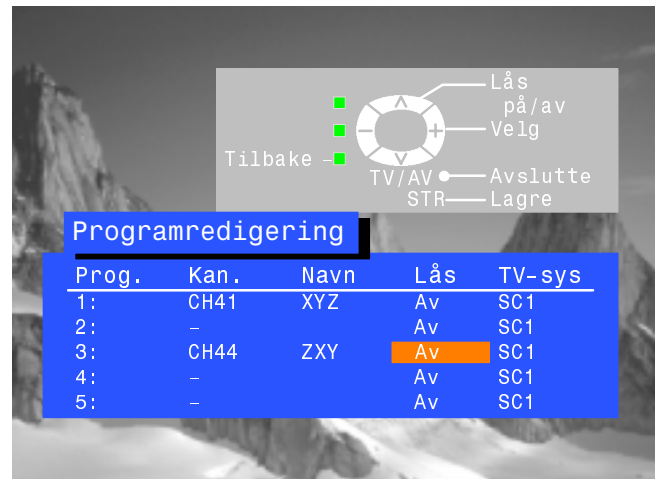 Lås
på/av
Velg
Tilbake
TV/AV Avslutte
STR Lagre
Programredigering
Prog. Kan. Navn Lås TV-sys
1: CH41 XYZ Av SC1
2: – Av SC1
3: CH44 ZXY Av SC1
4: – Av SC1
5: – Av SC1